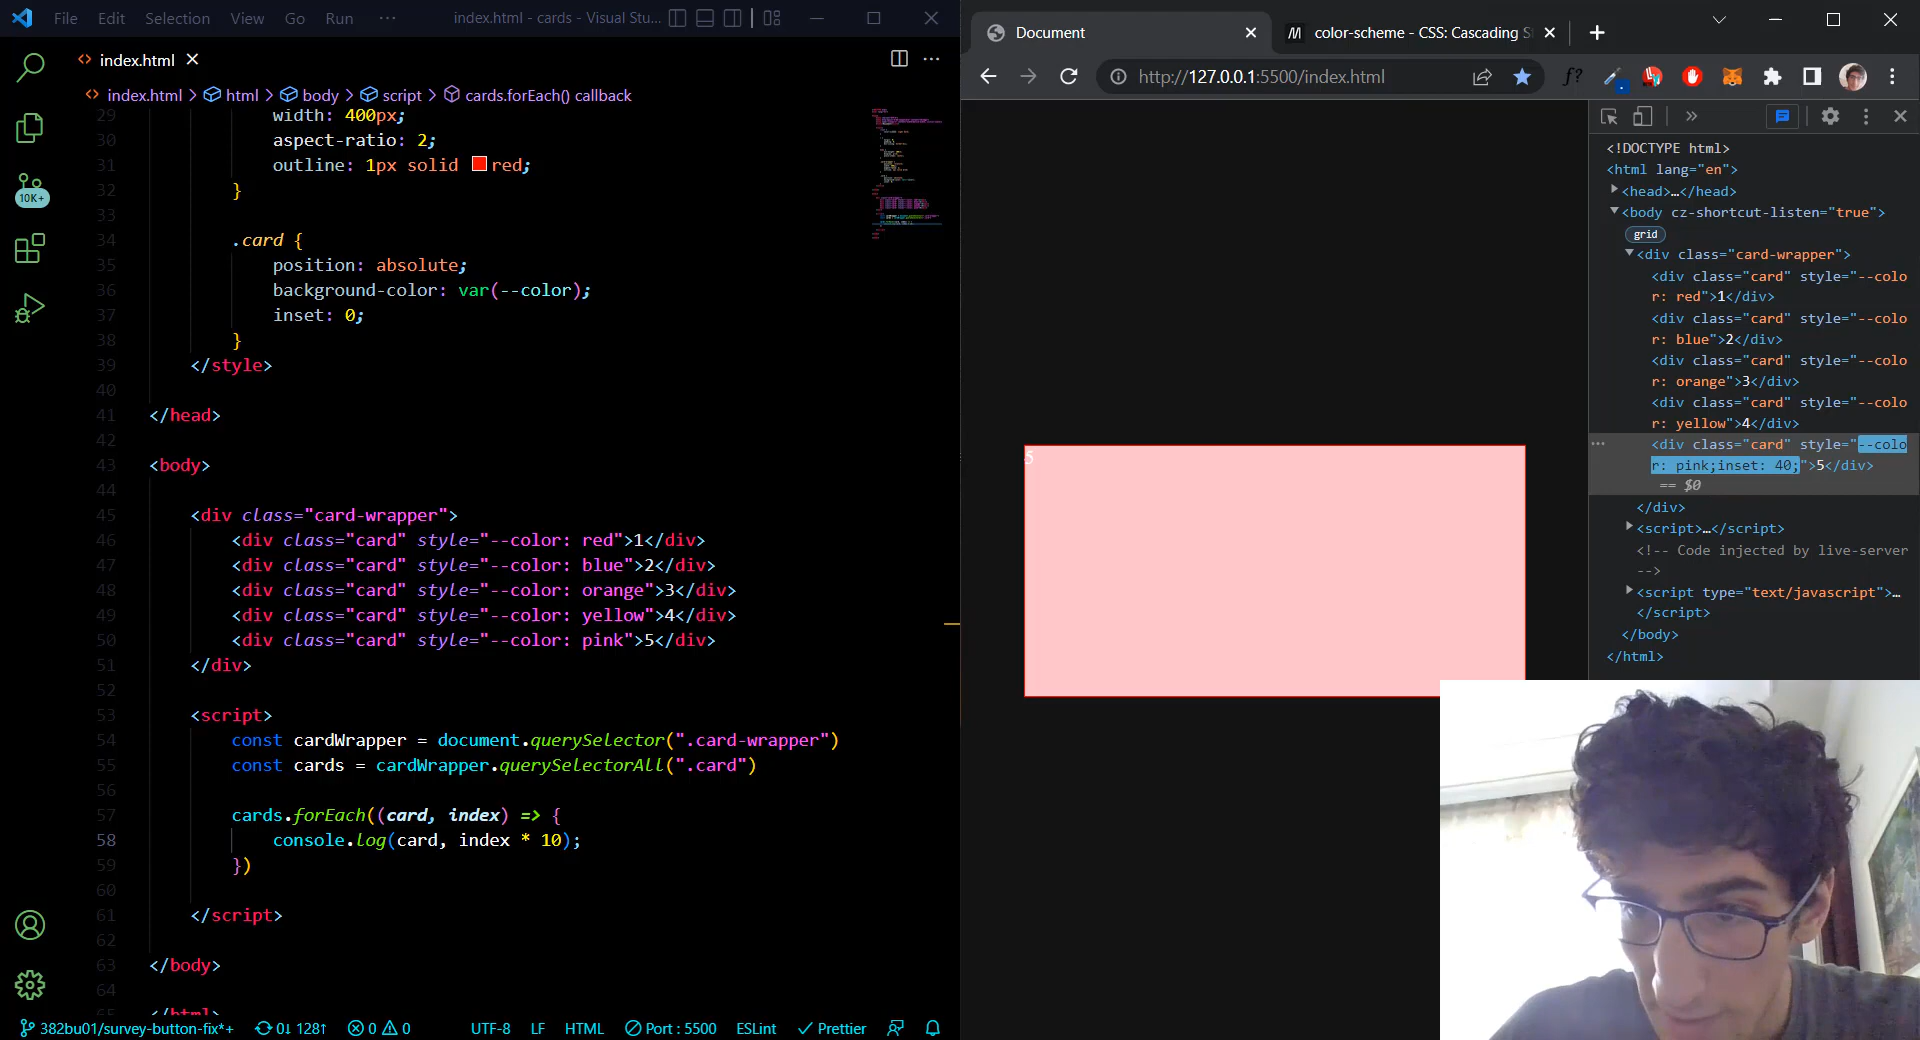 File Edit Selection View Go Run ··· index.html - cards - Visual Stu...
index.html
index.html > html > body > script > cards.forEach() callback
29 width: 400px;
30 aspect-ratio: 2;
31 outline: 1px solid red;
32 }
33
34 .card {
35 position: absolute;
36 background-color: var(--color);
37 inset: 0;
38 }
39 </style>
40
41 </head>
42
43 <body>
44
45 <div class="card-wrapper">
46 <div class="card" style="--color: red">1</div>
47 <div class="card" style="--color: blue">2</div>
48 <div class="card" style="--color: orange">3</div>
49 <div class="card" style="--color: yellow">4</div>
50 <div class="card" style="--color: pink">5</div>
51 </div>
52
53 <script>
54 const cardWrapper = document.querySelector(".card-wrapper")
55 const cards = cardWrapper.querySelectorAll(".card")
56
57 cards.forEach((card, index) => {
58 console.log(card, index * 10);
59 })
60
61 </script>
62
63 </body>
64
65 </html>
10K+
382bu01/survey-button-fix*+ 0↓ 128↑ 0 0 UTF-8 LF HTML Port : 5500 ESLint Prettier
Document
color-scheme - CSS: Cascading S
http://127.0.0.1:5500/index.html
f?
5
<!DOCTYPE html>
<html lang="en">
<head>…</head>
<body cz-shortcut-listen="true">
grid
<div class="card-wrapper">
<div class="card" style="--colo
r: red">1</div>
<div class="card" style="--colo
r: blue">2</div>
<div class="card" style="--colo
r: orange">3</div>
<div class="card" style="--colo
r: yellow">4</div>
<div class="card" style="--colo
r: pink;inset: 40;">5</div>
== $0
</div>
<script>…</script>
<!-- Code injected by live-server
-->
<script type="text/javascript">…
</script>
</body>
</html>